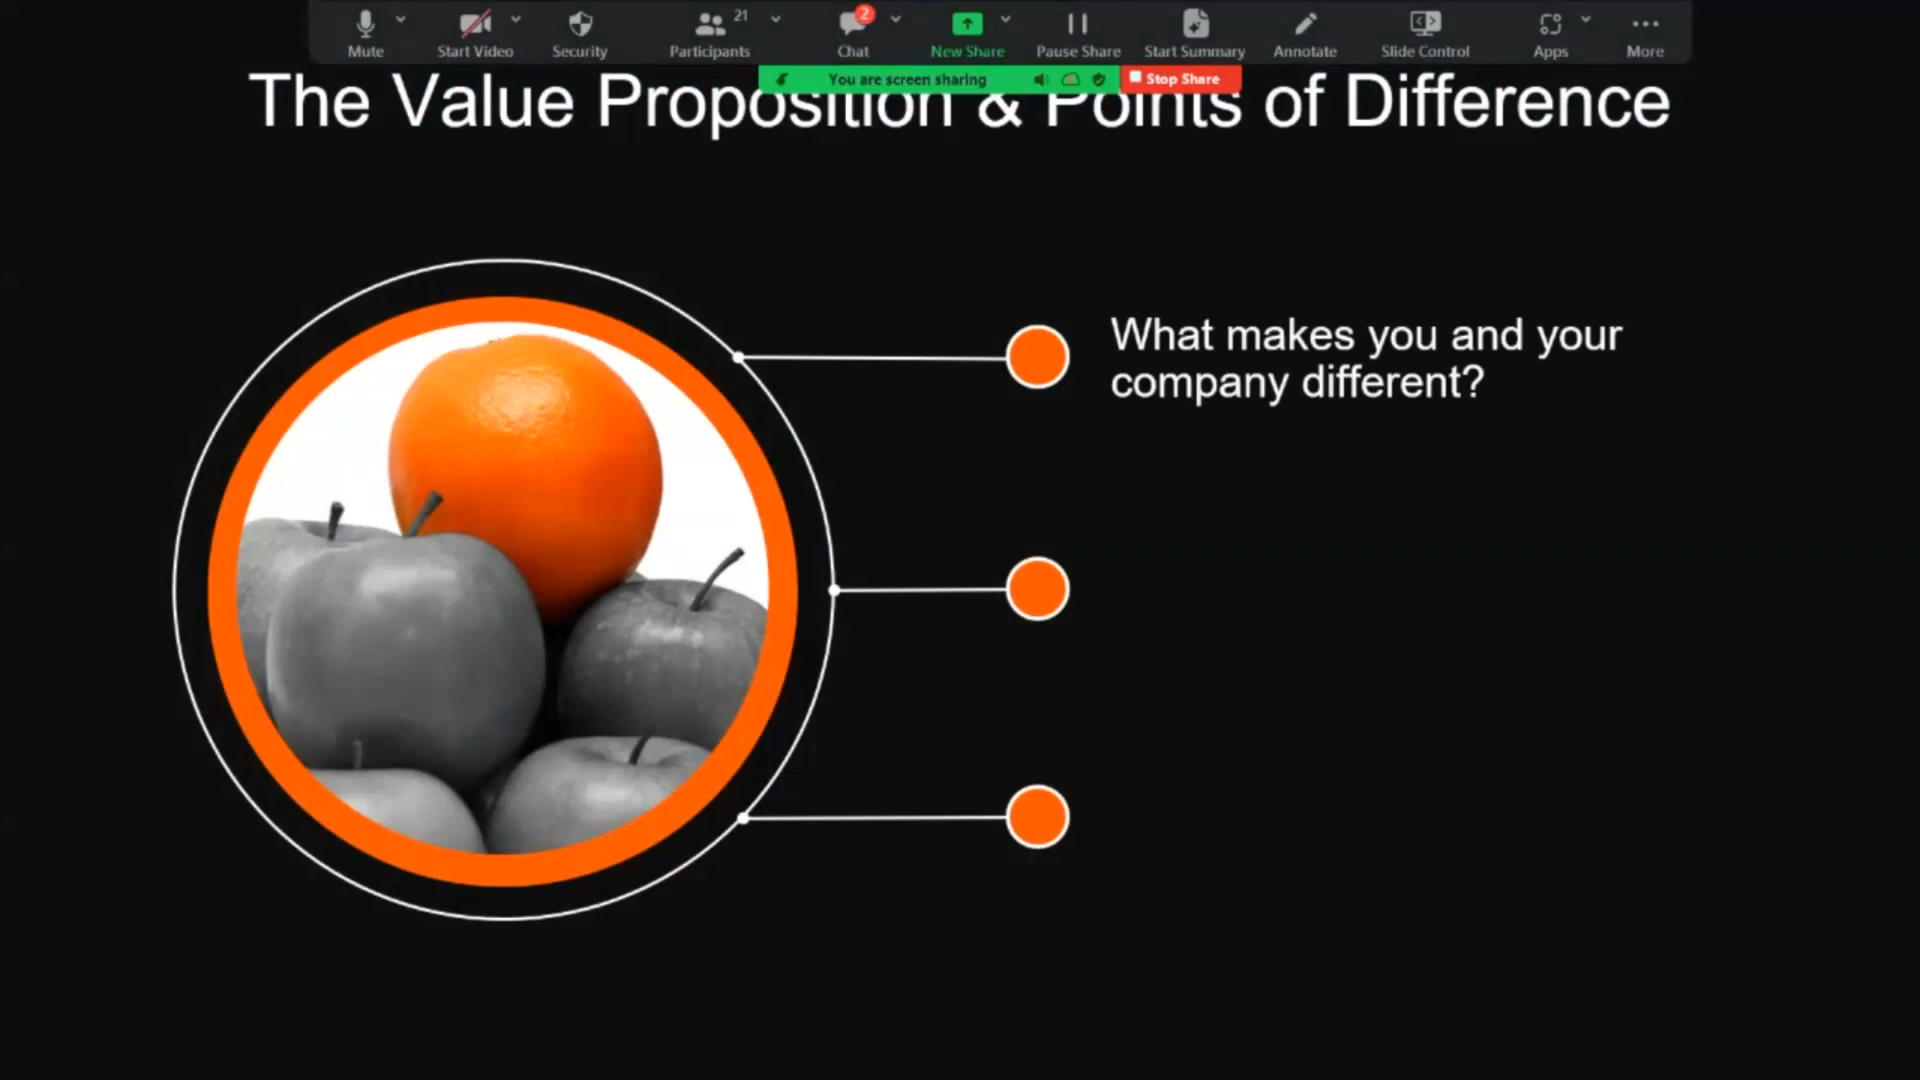 Mute
Start Video
Security
Participants
21
Chat
2
New Share
Pause Share
Start Summary
Annotate
Slide Control
Apps
More
You are screen sharing
Stop Share
The Value Proposition & Points of Difference
What makes you and your
company different?